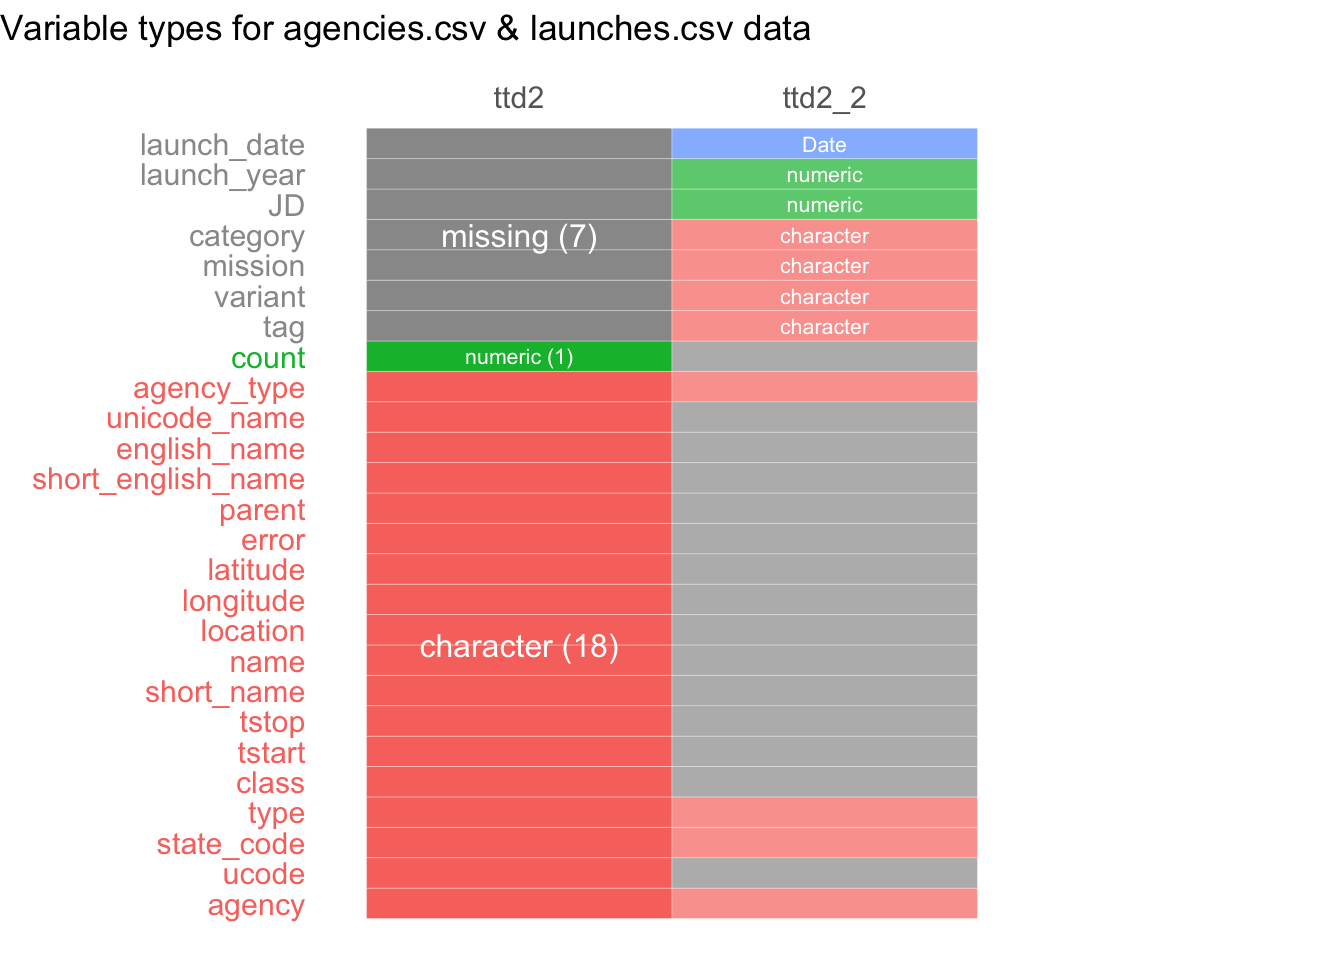 Variable types for agencies.csv & launches.csv data
ttd2 ttd2_2
launch_date Date
launch_year numeric
JD numeric
category missing (7) character
mission character
variant character
tag character
count numeric (1)
agency_type
unicode_name
english_name
short_english_name
parent
error
latitude
longitude
location
character (18)
name
short_name
tstop
tstart
class
type
state_code
ucode
agency